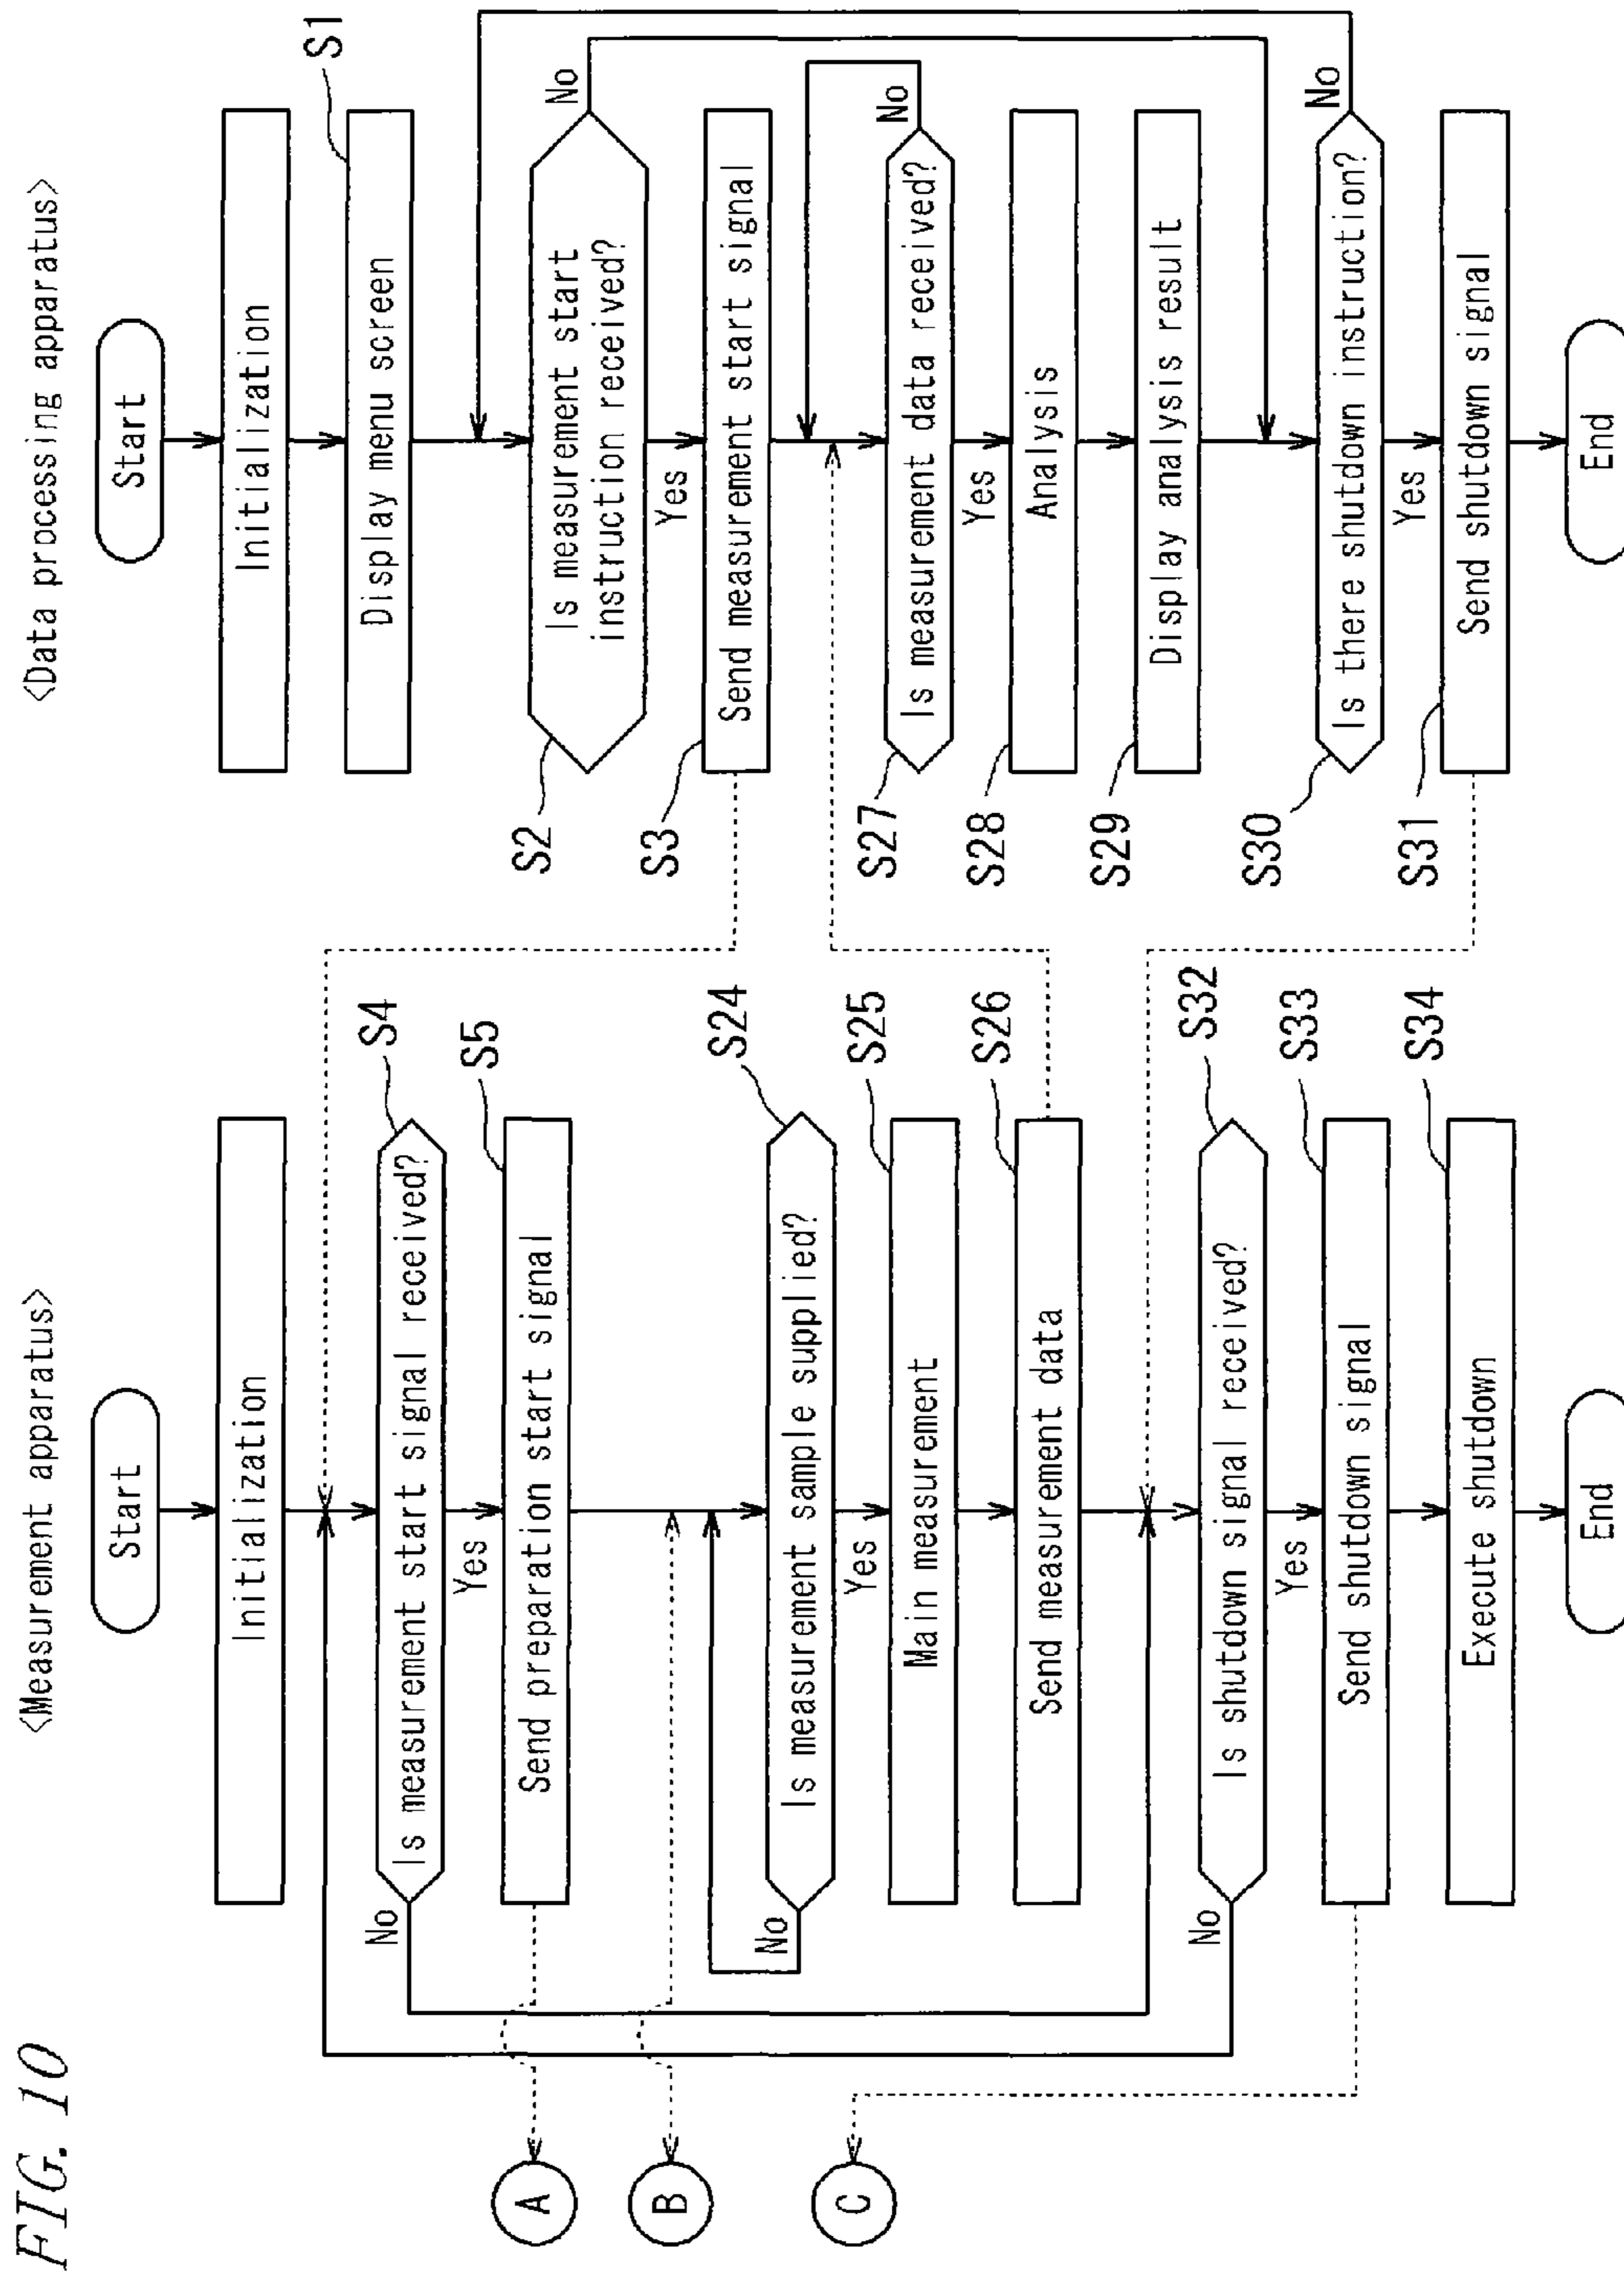 FIG. 10
<Measurement apparatus>
Start
Initialization
Is measurement start signal received?
S4
No
Yes
Send preparation start signal
S5
A
B
Is measurement sample supplied?
S24
No
Yes
Main measurement
S25
Send measurement data
S26
Is shutdown signal received?
S32
No
Yes
Send shutdown signal
S33
C
Execute shutdown
S34
End
<Data processing apparatus>
Start
Initialization
Display menu screen
S1
Is measurement start
instruction received?
S2
No
Yes
Send measurement start signal
S3
Is measurement data received?
S27
No
Yes
Analysis
S28
Display analysis result
S29
Is there shutdown instruction?
S30
No
Yes
Send shutdown signal
S31
End